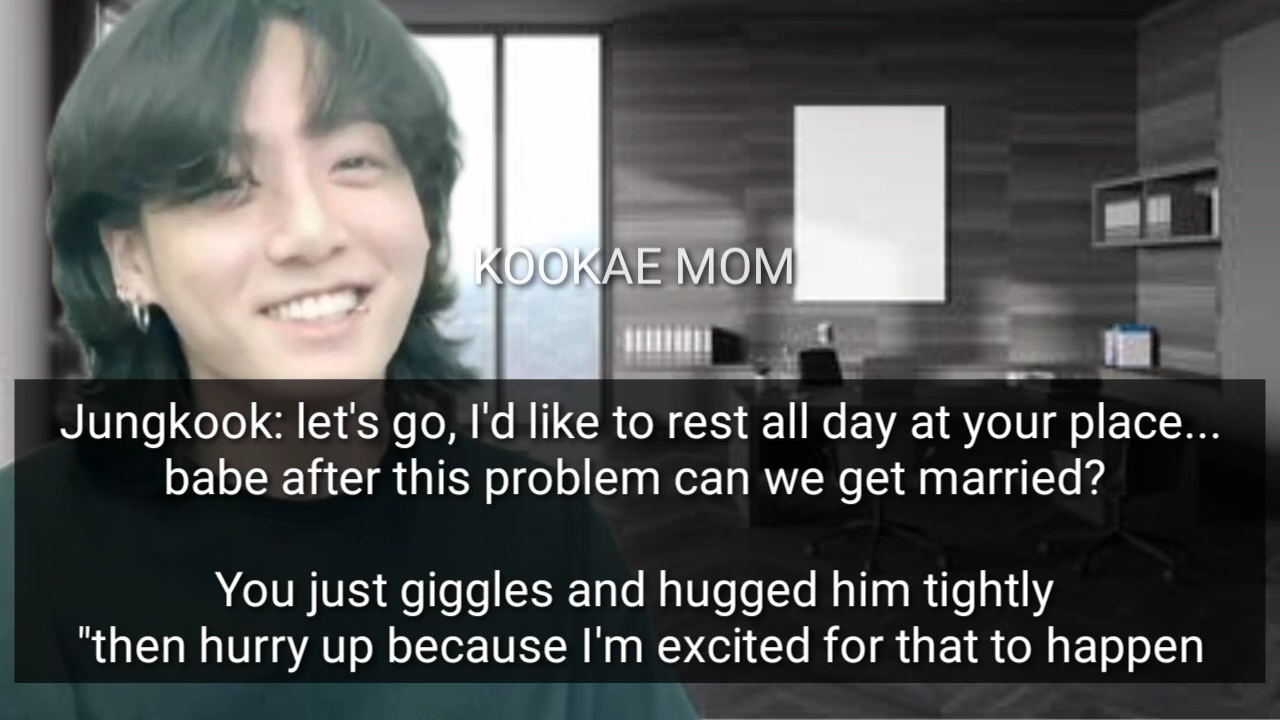 KOOKAE MOM
Jungkook: let's go, I'd like to rest all day at your place...
babe after this problem can we get married?
You just giggles and hugged him tightly
"then hurry up because I'm excited for that to happen